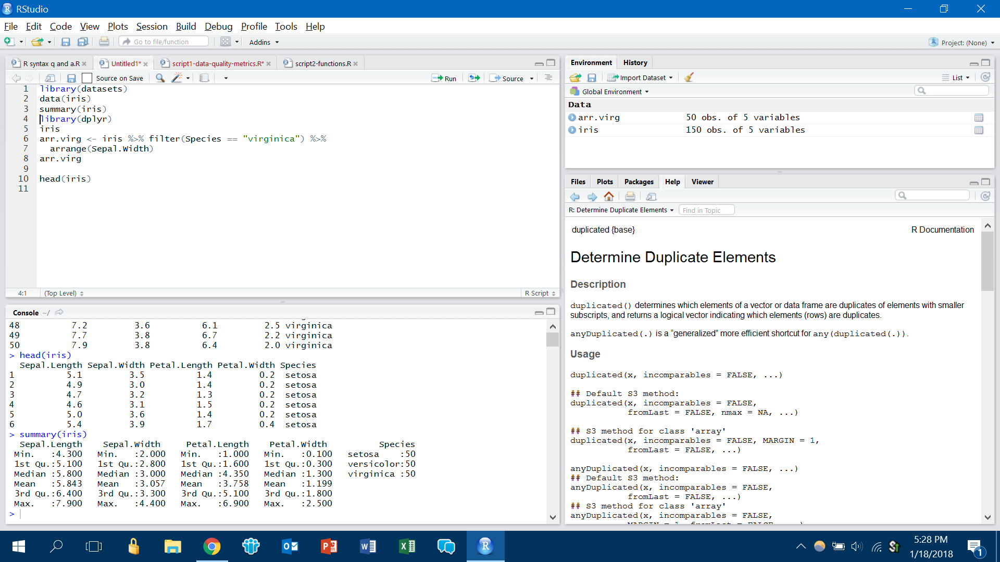 RStudio
File Edit Code View Plots Session Build Debug Profile Tools Help
Go to file/function Addins Project: (None)
R syntax q and a.R Untitled1* script1-data-quality-metrics.R* script2-functions.R
Source on Save Run Source
1 library(datasets)
2 data(iris)
3 summary(iris)
4 library(dplyr)
5 iris
6 arr.virg <- iris %>% filter(Species == "virginica") %>%
7   arrange(Sepal.Width)
8 arr.virg
9
10 head(iris)
11
4:1 (Top Level) R Script
Console ~/
48 7.2 3.6 6.1 2.5 virginica
49 7.7 3.8 6.7 2.2 virginica
50 7.9 3.8 6.4 2.0 virginica
> head(iris)
Sepal.Length Sepal.Width Petal.Length Petal.Width Species
1 5.1 3.5 1.4 0.2 setosa
2 4.9 3.0 1.4 0.2 setosa
3 4.7 3.2 1.3 0.2 setosa
4 4.6 3.1 1.5 0.2 setosa
5 5.0 3.6 1.4 0.2 setosa
6 5.4 3.9 1.7 0.4 setosa
> summary(iris)
Sepal.Length Sepal.Width Petal.Length Petal.Width Species
Min. :4.300 Min. :2.000 Min. :1.000 Min. :0.100 setosa :50
1st Qu.:5.100 1st Qu.:2.800 1st Qu.:1.600 1st Qu.:0.300 versicolor:50
Median :5.800 Median :3.000 Median :4.350 Median :1.300 virginica :50
Mean :5.843 Mean :3.057 Mean :3.758 Mean :1.199
3rd Qu.:6.400 3rd Qu.:3.300 3rd Qu.:5.100 3rd Qu.:1.800
Max. :7.900 Max. :4.400 Max. :6.900 Max. :2.500
>
Environment History
Import Dataset List
Global Environment
Data
arr.virg 50 obs. of 5 variables
iris 150 obs. of 5 variables
Files Plots Packages Help Viewer
R: Determine Duplicate Elements Find in Topic
duplicated {base} R Documentation
Determine Duplicate Elements
Description
duplicated() determines which elements of a vector or data frame are duplicates of elements with smaller
subscripts, and returns a logical vector indicating which elements (rows) are duplicates.
anyDuplicated(.) is a “generalized” more efficient shortcut for any(duplicated(.)).
Usage
duplicated(x, incomparables = FALSE, ...)
## Default S3 method:
duplicated(x, incomparables = FALSE,
fromLast = FALSE, nmax = NA, ...)
## S3 method for class 'array'
duplicated(x, incomparables = FALSE, MARGIN = 1,
fromLast = FALSE, ...)
anyDuplicated(x, incomparables = FALSE, ...)
## Default S3 method:
anyDuplicated(x, incomparables = FALSE,
fromLast = FALSE, ...)
## S3 method for class 'array'
anyDuplicated(x, incomparables = FALSE,
5:28 PM
1/18/2018
1